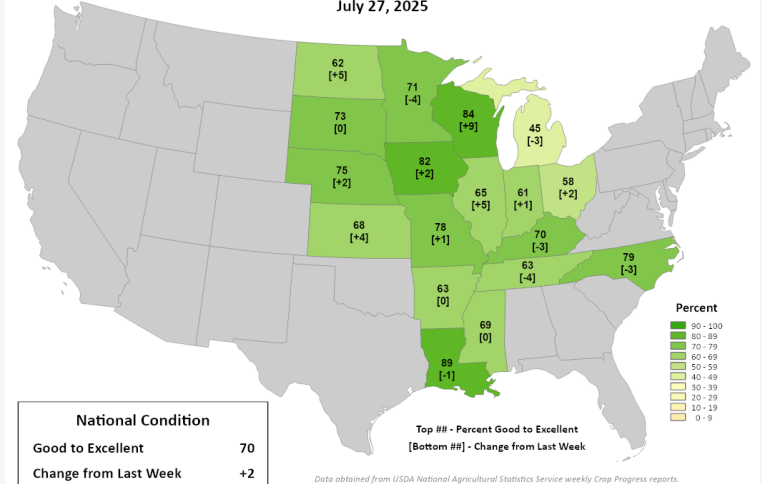 July 27, 2025
62
[+5]
71
[-4]
84
[+9]
45
[-3]
73
[0]
82
[+2]
75
[+2]
65
[+5]
61
[+1]
58
[+2]
68
[+4]
78
[+1]
70
[-3]
79
[-3]
63
[-4]
63
[0]
69
[0]
89
[-1]
Percent
90 - 100
80 - 89
70 - 79
60 - 69
50 - 59
40 - 49
30 - 39
20 - 29
10 - 19
0 - 9
National Condition
Good to Excellent 70
Change from Last Week +2
Top ## - Percent Good to Excellent
[Bottom ##] - Change from Last Week
Data obtained from USDA National Agricultural Statistics Service weekly Crop Progress reports.